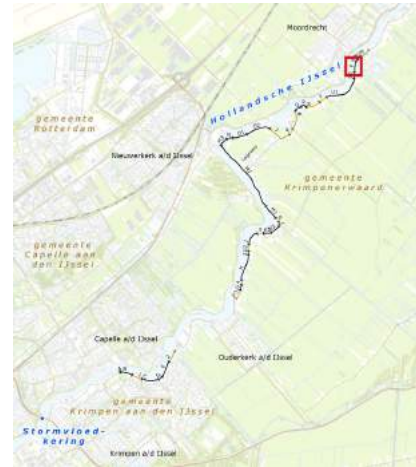 Moordrecht
Hollandsche IJssel
gemeente
Rotterdam
Nieuwerkerk a/d IJssel
gemeente
Krimpenerwaard
gemeente
Capelle aan
den IJssel
Capelle a/d IJssel
Ouderkerk a/d IJssel
gemeente
Krimpen aan den IJssel
Stormvloed-
kering
Krimpen a/d IJssel